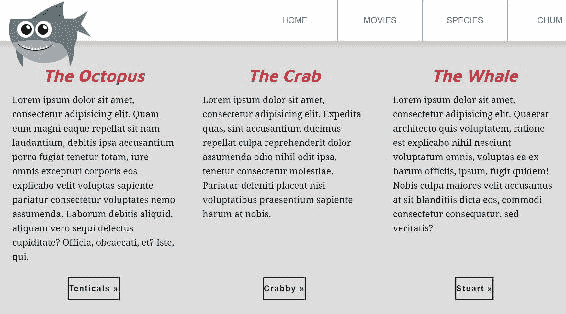 HOME
MOVIES
SPECIES
CHUM
The Octopus
Lorem ipsum dolor sit amet,
consectetur adipisicing elit. Quam
eum magni eaque repellat sit nam
laudantium, debitis ipsa accusantium
porro fugiat tenetur totam, iure
omnis excepturi corporis eos
explicabo velit voluptas sapiente
pariatur consectetur voluptates nemo
assumenda. Laborum debitis aliquid,
aliquam vero sequi delectus
cupiditate? Officia, obcaecati, et? Iste,
qui.
Tenticals »
The Crab
Lorem ipsum dolor sit amet,
consectetur adipisicing elit. Expedita
quas, sint accusantium ducimus
repellat culpa reprehenderit dolor
assumenda odio nihil odit ipsa,
tenetur consectetur molestiae.
Pariatur deleniti placeat nisi
voluptatibus praesentium sapiente
harum at nobis.
Crabby »
The Whale
Lorem ipsum dolor sit amet,
consectetur adipisicing elit. Quaerat
architecto quis voluptatem, ratione
est explicabo nihil nesciunt
voluptatum omnis, voluptas ea ex
harum officiis, ipsum, fugit quidem!
Nobis culpa maiores velit accusamus
at sit blanditiis dicta eos, commodi
consectetur consequatur, sed
veritatis?
Stuart »